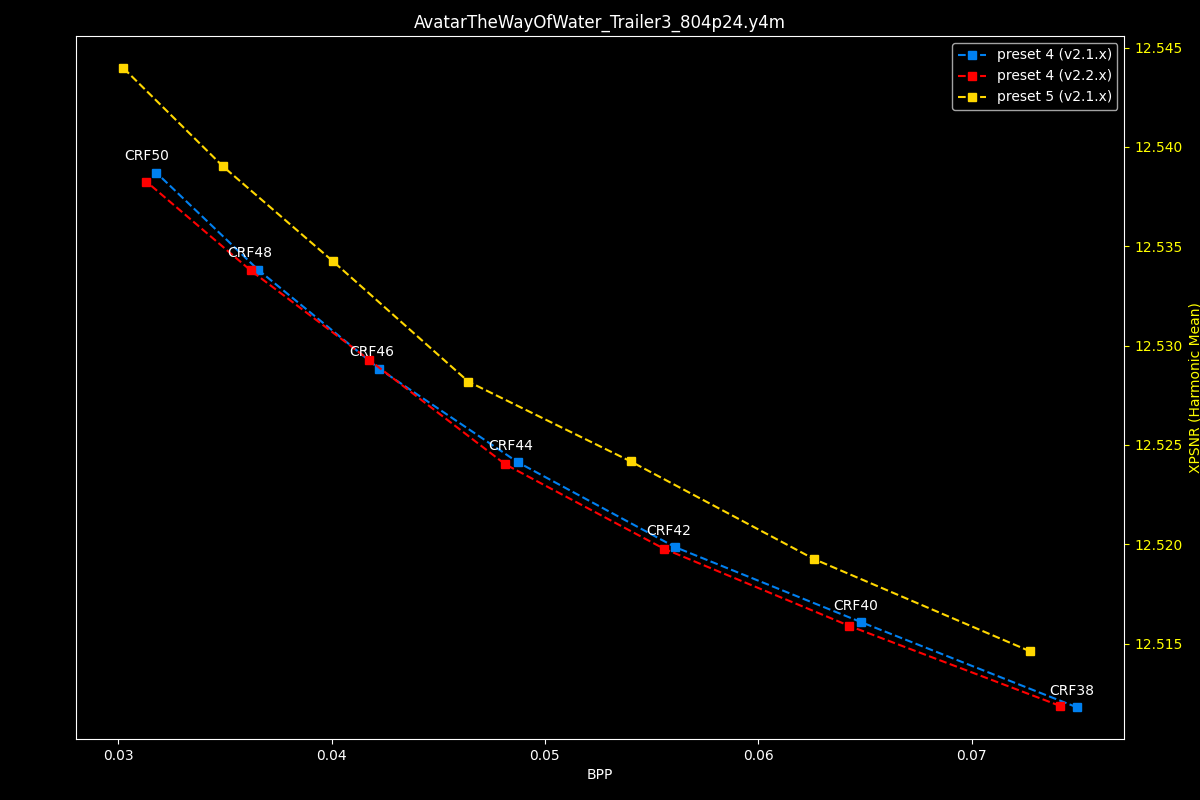 AvatarTheWayOfWater_Trailer3_804p24.y4m
preset 4 (v2.1.x)
preset 4 (v2.2.x)
preset 5 (v2.1.x)
12.545
12.540
12.535
12.530
12.525
12.520
12.515
XPSNR (Harmonic Mean)
CRF50
CRF48
CRF46
CRF44
CRF42
CRF40
CRF38
0.03 0.04 0.05 0.06 0.07
BPP